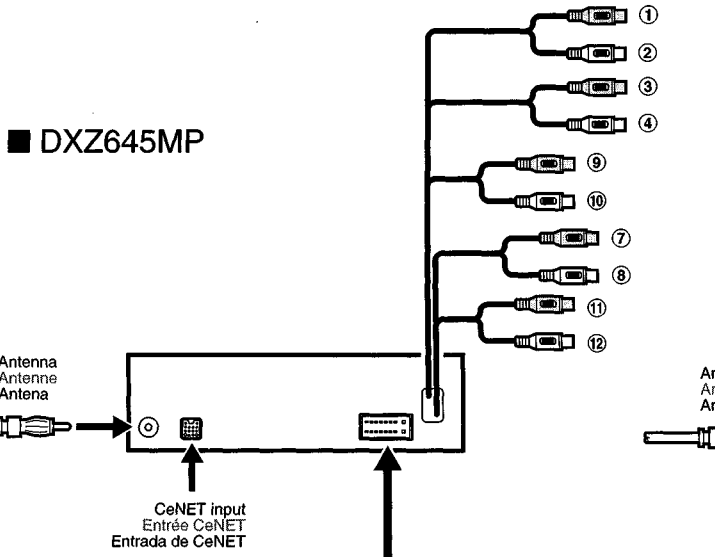 ①
②
③
④
■ DXZ645MP
⑨
⑩
⑦
⑧
⑪
⑫
Antenna
Antenne
Antena
CeNET input
Entrée CeNET
Entrada de CeNET